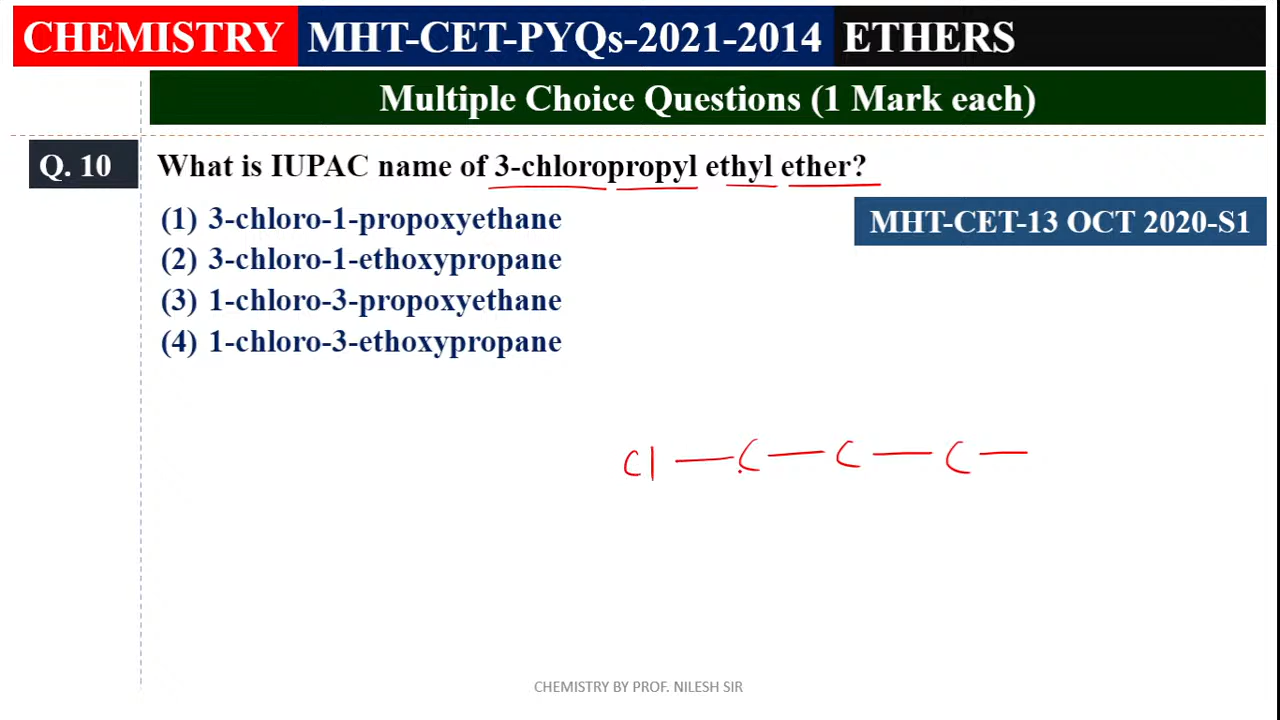 CHEMISTRY MHT-CET-PYQs-2021-2014 ETHERS
Multiple Choice Questions (1 Mark each)
Q. 10 What is IUPAC name of 3-chloropropyl ethyl ether?
(1) 3-chloro-1-propoxyethane
MHT-CET-13 OCT 2020-S1
(2) 3-chloro-1-ethoxypropane
(3) 1-chloro-3-propoxyethane
(4) 1-chloro-3-ethoxypropane
Cl — C — C — C —
CHEMISTRY BY PROF. NILESH SIR